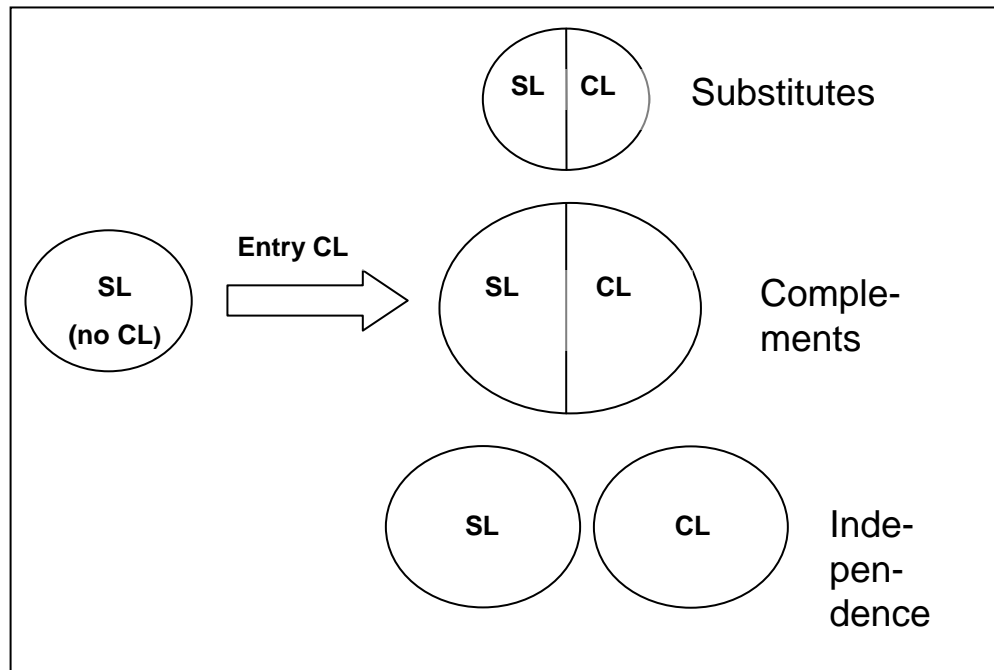 SL CL
Substitutes
SL
(no CL)
Entry CL
SL CL
Comple-
ments
SL
CL
Inde-
pen-
dence